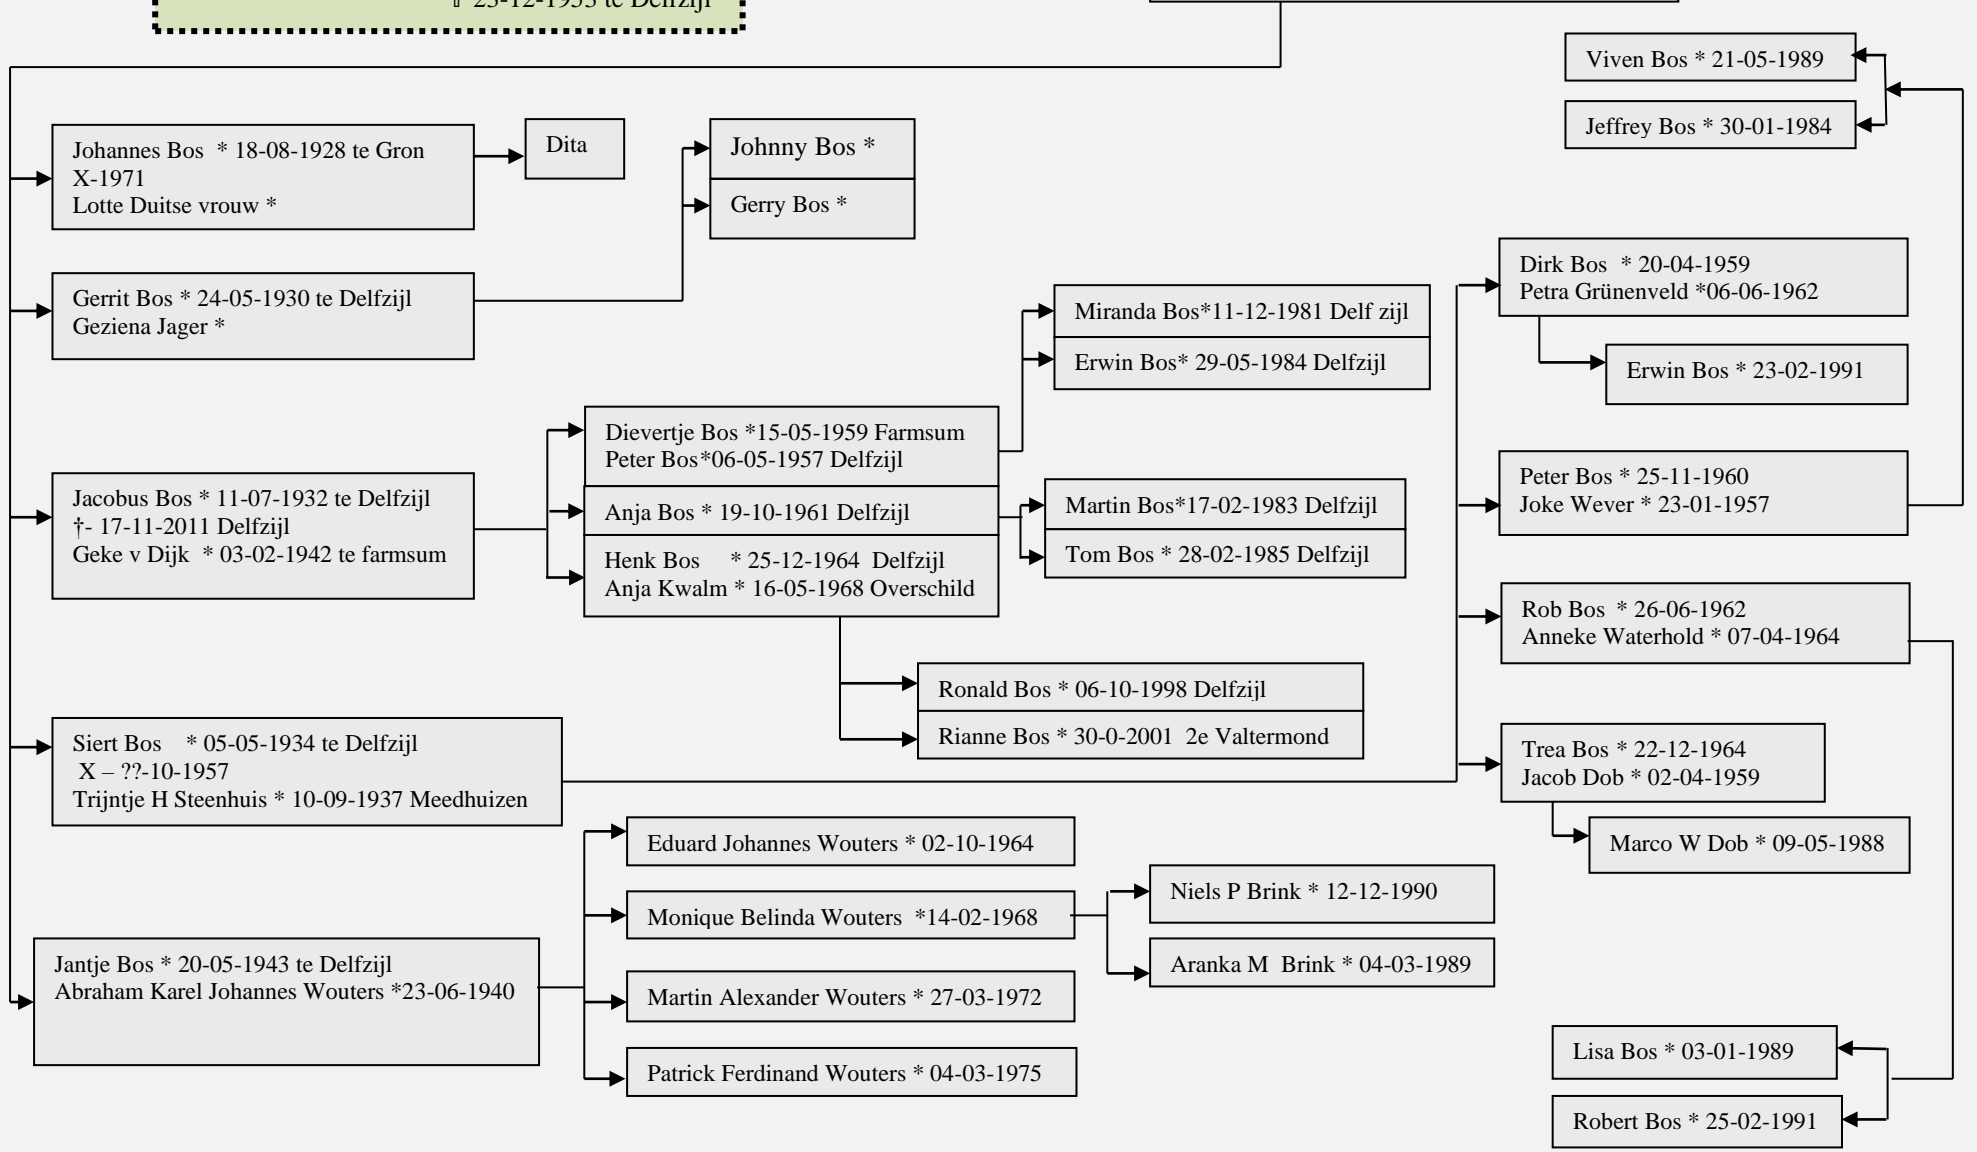 23-12-1953 te Delfzijl
Viven Bos * 21-05-1989
Jeffrey Bos * 30-01-1984
Johannes Bos * 18-08-1928 te Gron
X-1971
Lotte Duitse vrouw *
Dita
Johnny Bos *
Gerry Bos *
Gerrit Bos * 24-05-1930 te Delfzijl
Geziena Jager *
Dirk Bos * 20-04-1959
Petra Grünenveld *06-06-1962
Erwin Bos * 23-02-1991
Miranda Bos*11-12-1981 Delf zijl
Erwin Bos* 29-05-1984 Delfzijl
Dievertje Bos *15-05-1959 Farmsum
Peter Bos*06-05-1957 Delfzijl
Anja Bos * 19-10-1961 Delfzijl
Henk Bos * 25-12-1964 Delfzijl
Anja Kwalm * 16-05-1968 Overschild
Jacobus Bos * 11-07-1932 te Delfzijl
†- 17-11-2011 Delfzijl
Geke v Dijk * 03-02-1942 te farmsum
Martin Bos*17-02-1983 Delfzijl
Tom Bos * 28-02-1985 Delfzijl
Peter Bos * 25-11-1960
Joke Wever * 23-01-1957
Rob Bos * 26-06-1962
Anneke Waterhold * 07-04-1964
Ronald Bos * 06-10-1998 Delfzijl
Rianne Bos * 30-0-2001 2e Valtermond
Siert Bos * 05-05-1934 te Delfzijl
X – ??-10-1957
Trijntje H Steenhuis * 10-09-1937 Meedhuizen
Trea Bos * 22-12-1964
Jacob Dob * 02-04-1959
Marco W Dob * 09-05-1988
Eduard Johannes Wouters * 02-10-1964
Monique Belinda Wouters *14-02-1968
Niels P Brink * 12-12-1990
Aranka M Brink * 04-03-1989
Jantje Bos * 20-05-1943 te Delfzijl
Abraham Karel Johannes Wouters *23-06-1940
Martin Alexander Wouters * 27-03-1972
Patrick Ferdinand Wouters * 04-03-1975
Lisa Bos * 03-01-1989
Robert Bos * 25-02-1991